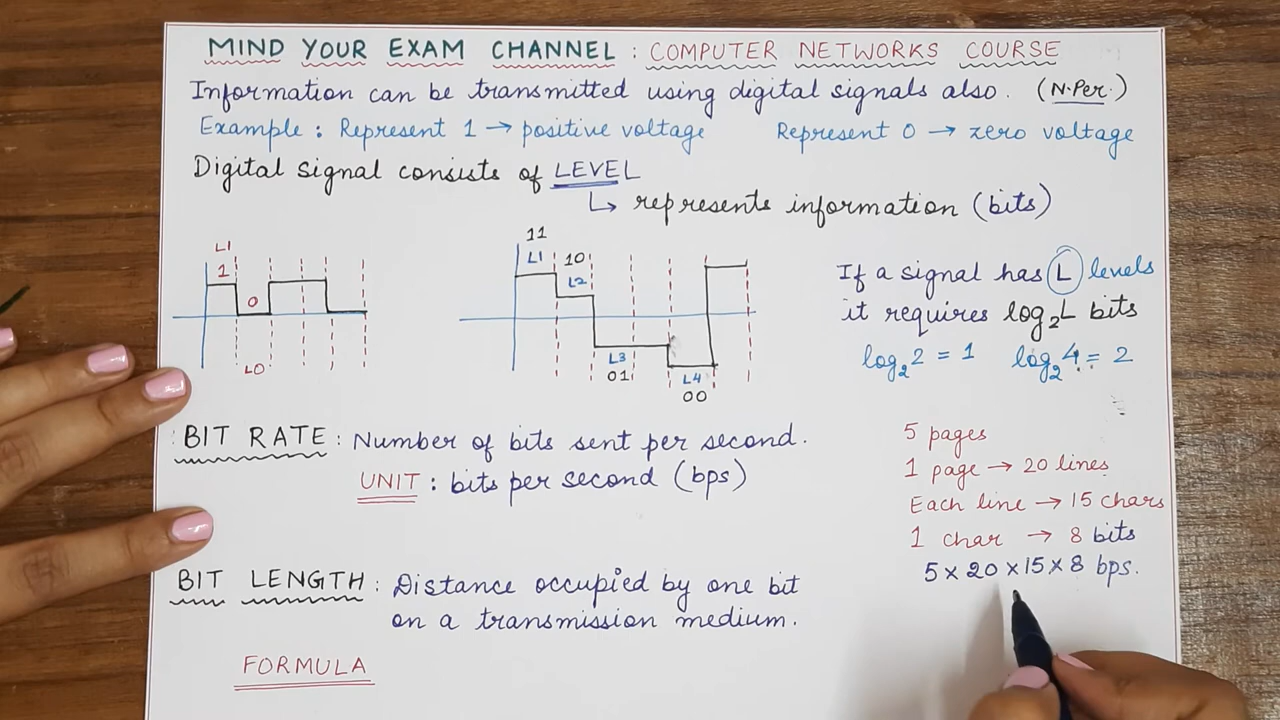 MIND YOUR EXAM CHANNEL : COMPUTER NETWORKS COURSE
Information can be transmitted using digital signals also. (N.Per.)
Example : Represent 1 → positive voltage Represent 0 → zero voltage
Digital signal consists of LEVEL
↳ represents information (bits)
L1
1
0
L0
11
L1
10
L2
L3
01
L4
00
If a signal has L levels
it requires log₂L bits
log₂2 = 1 log₂4 = 2
BIT RATE : Number of bits sent per second.
UNIT : bits per second (bps)
5 pages
1 page → 20 lines
Each line → 15 chars
1 char → 8 bits
5 × 20 × 15 × 8 bps.
BIT LENGTH : Distance occupied by one bit
on a transmission medium.
FORMULA